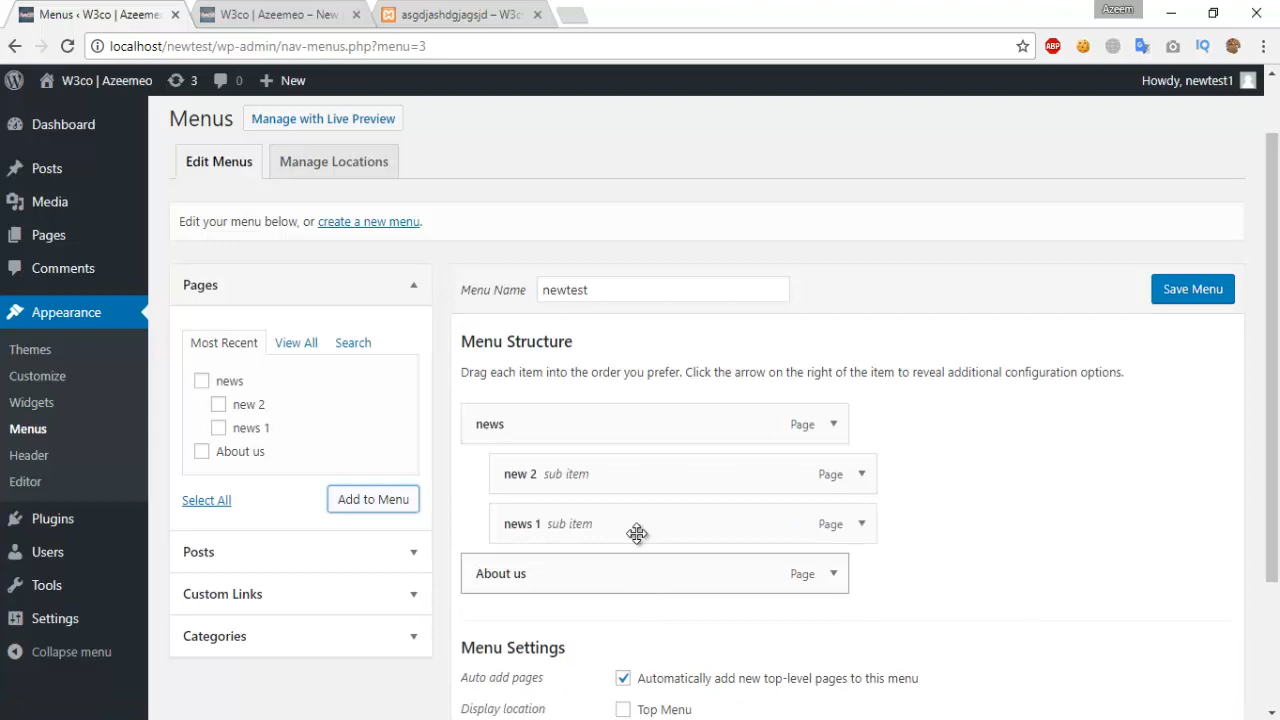 Menus ‹ W3co | Azeeme
W3co | Azeemeo – New
asgdjashdgjagsjd – W3c
Azeem
localhost/newtest/wp-admin/nav-menus.php?menu=3
ABP
IQ
W3co | Azeemeo
3
0
New
Howdy, newtest1
Dashboard
Posts
Media
Pages
Comments
Appearance
Themes
Customize
Widgets
Menus
Header
Editor
Plugins
Users
Tools
Settings
Collapse menu
Menus
Manage with Live Preview
Edit Menus
Manage Locations
Edit your menu below, or create a new menu.
Pages
Most Recent
View All
Search
news
new 2
news 1
About us
Select All
Add to Menu
Posts
Custom Links
Categories
Menu Name
newtest
Save Menu
Menu Structure
Drag each item into the order you prefer. Click the arrow on the right of the item to reveal additional configuration options.
news
Page
new 2 sub item
Page
news 1 sub item
Page
About us
Page
Menu Settings
Auto add pages
Automatically add new top-level pages to this menu
Display location
Top Menu